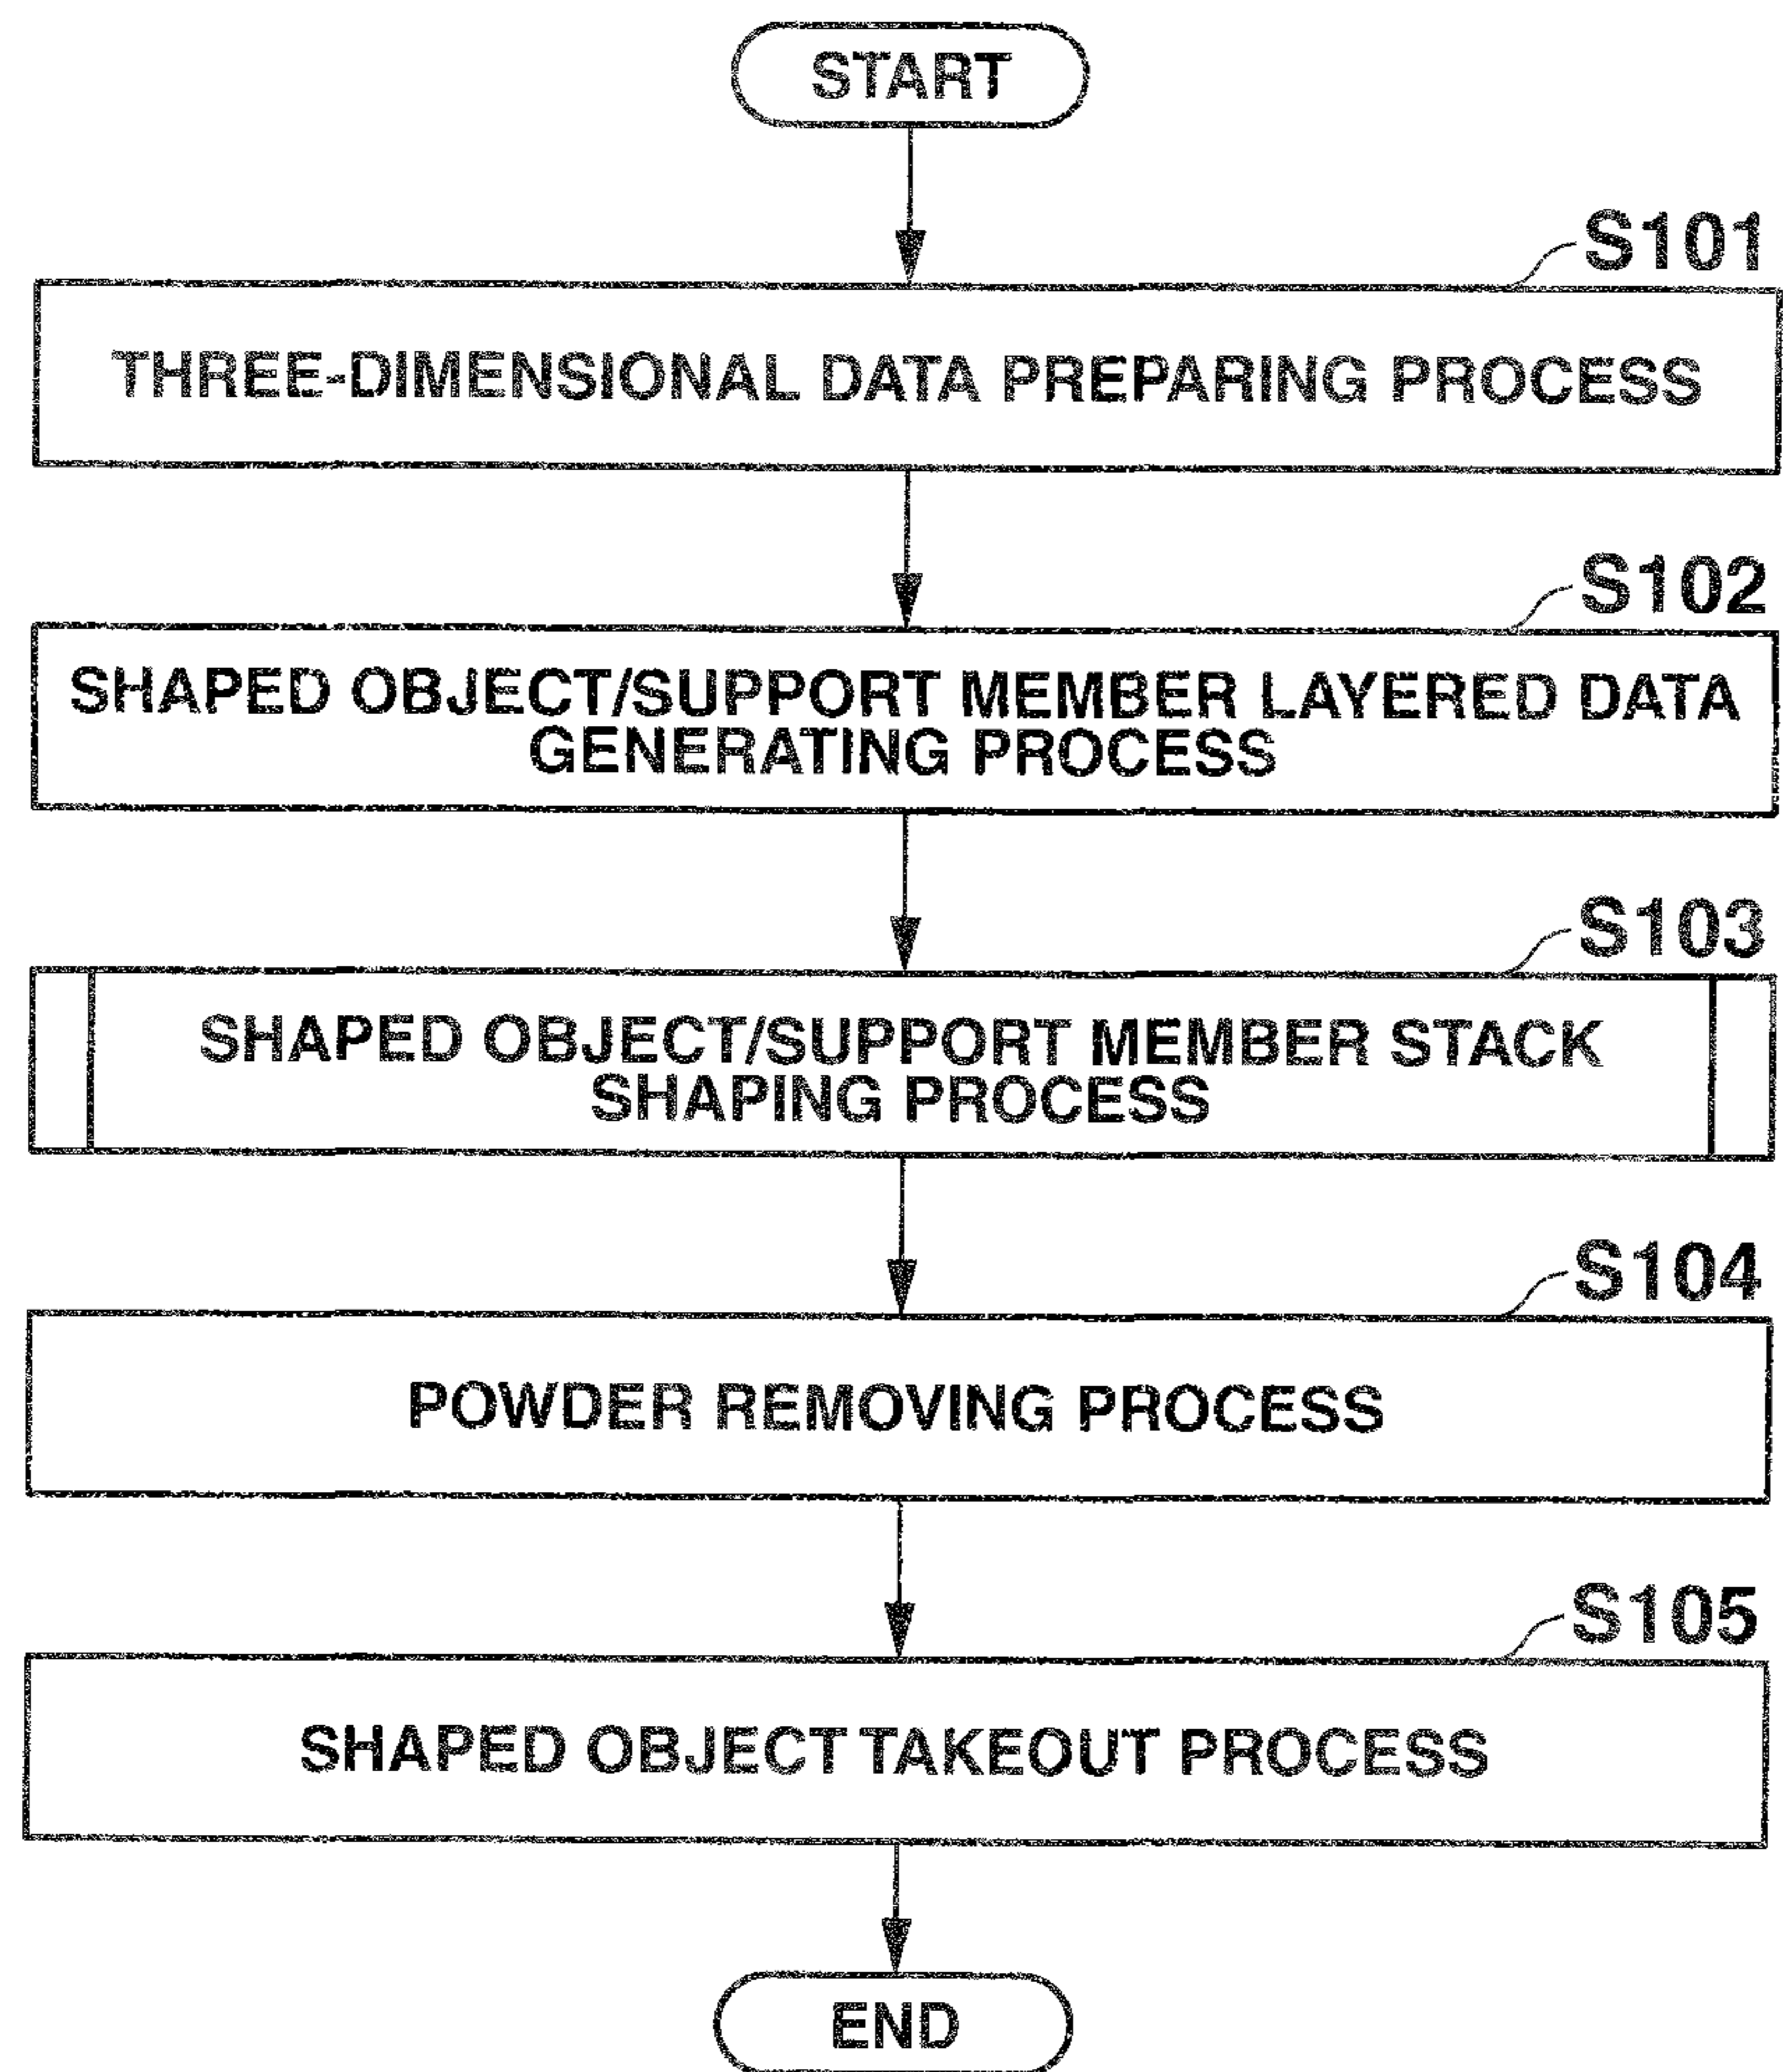 START
S101
THREE-DIMENSIONAL DATA PREPARING PROCESS
S102
SHAPED OBJECT/SUPPORT MEMBER LAYERED DATA
GENERATING PROCESS
S103
SHAPED OBJECT/SUPPORT MEMBER STACK
SHAPING PROCESS
S104
POWDER REMOVING PROCESS
S105
SHAPED OBJECT TAKEOUT PROCESS
END